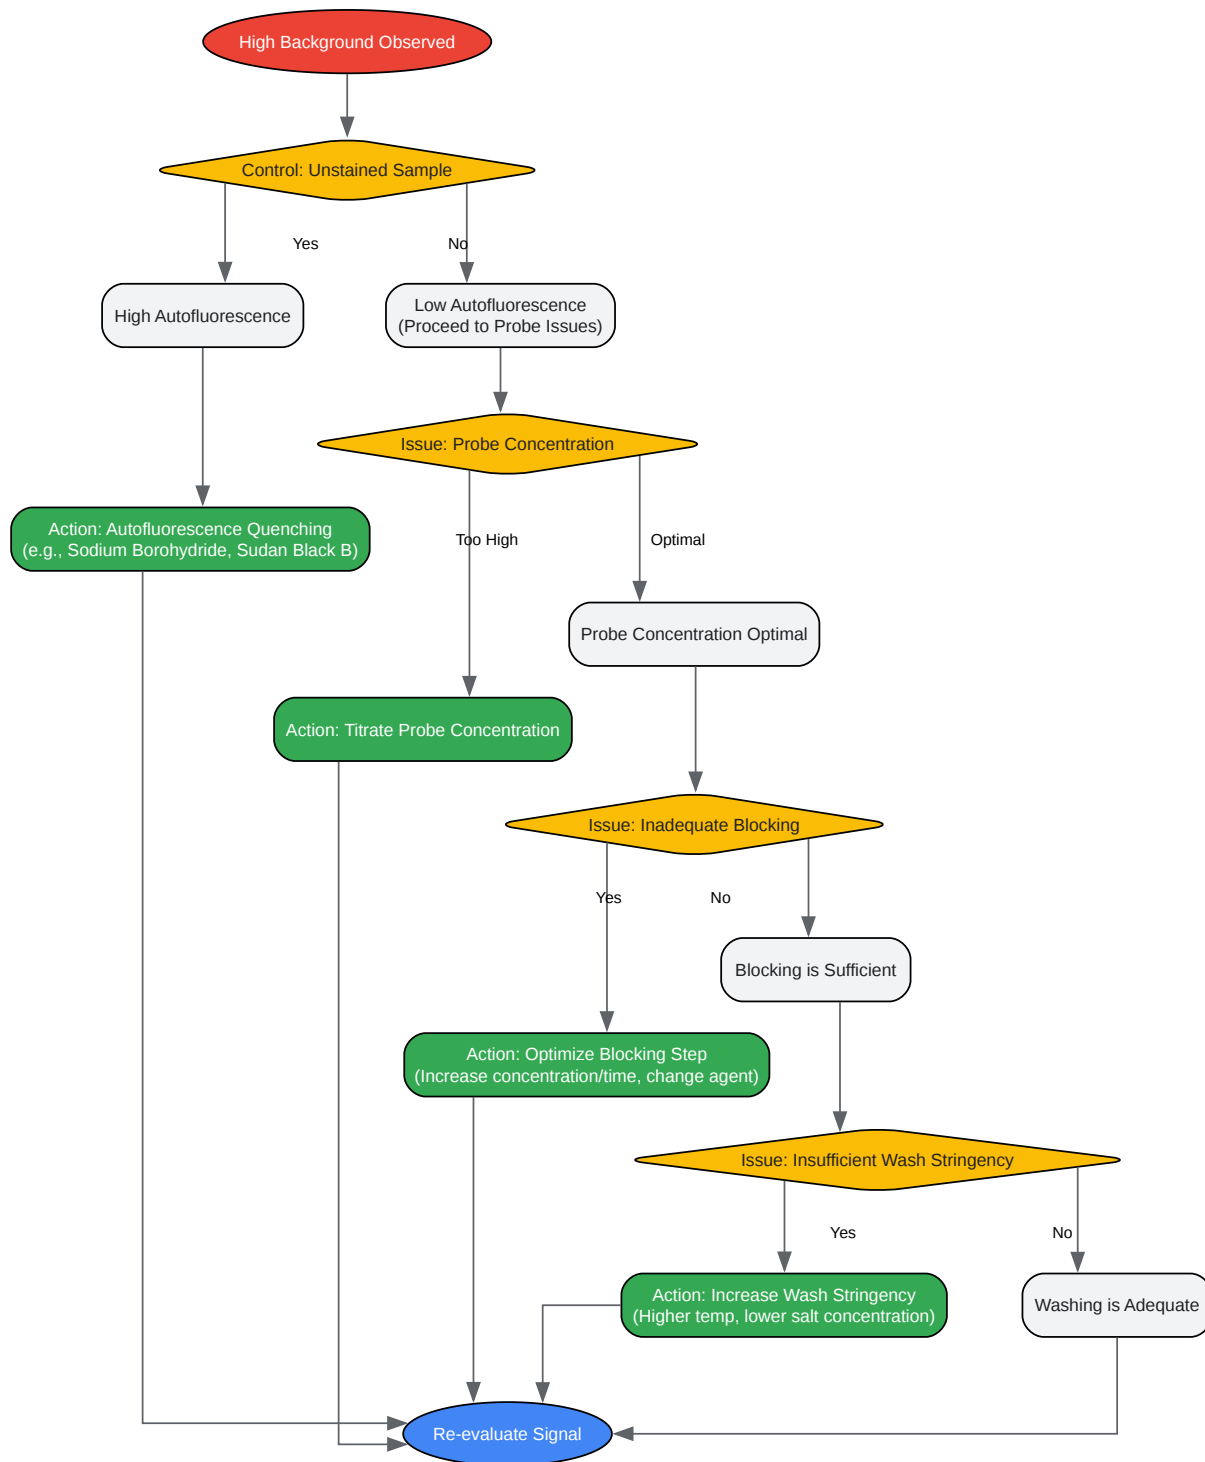 High Background Observed
Control: Unstained Sample
Yes
No
High Autofluorescence
Low Autofluorescence
(Proceed to Probe Issues)
Issue: Probe Concentration
Action: Autofluorescence Quenching
(e.g., Sodium Borohydride, Sudan Black B)
Too High
Optimal
Probe Concentration Optimal
Action: Titrate Probe Concentration
Issue: Inadequate Blocking
Yes
No
Blocking is Sufficient
Action: Optimize Blocking Step
(Increase concentration/time, change agent)
Issue: Insufficient Wash Stringency
Yes
No
Action: Increase Wash Stringency
(Higher temp, lower salt concentration)
Washing is Adequate
Re-evaluate Signal